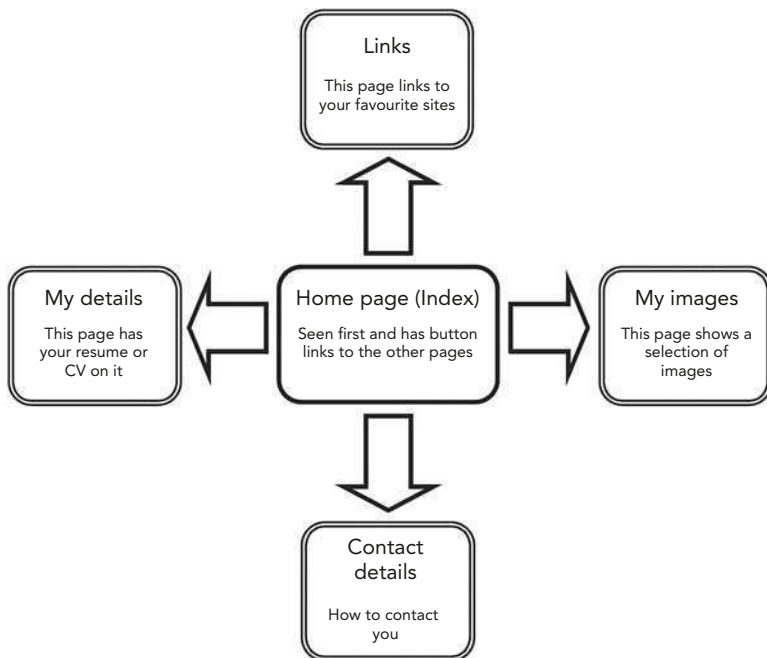 Links
This page links to
your favourite sites
My details
This page has
your resume or
CV on it
Home page (Index)
Seen first and has button
links to the other pages
My images
This page shows a
selection of
images
Contact
details
How to contact
you